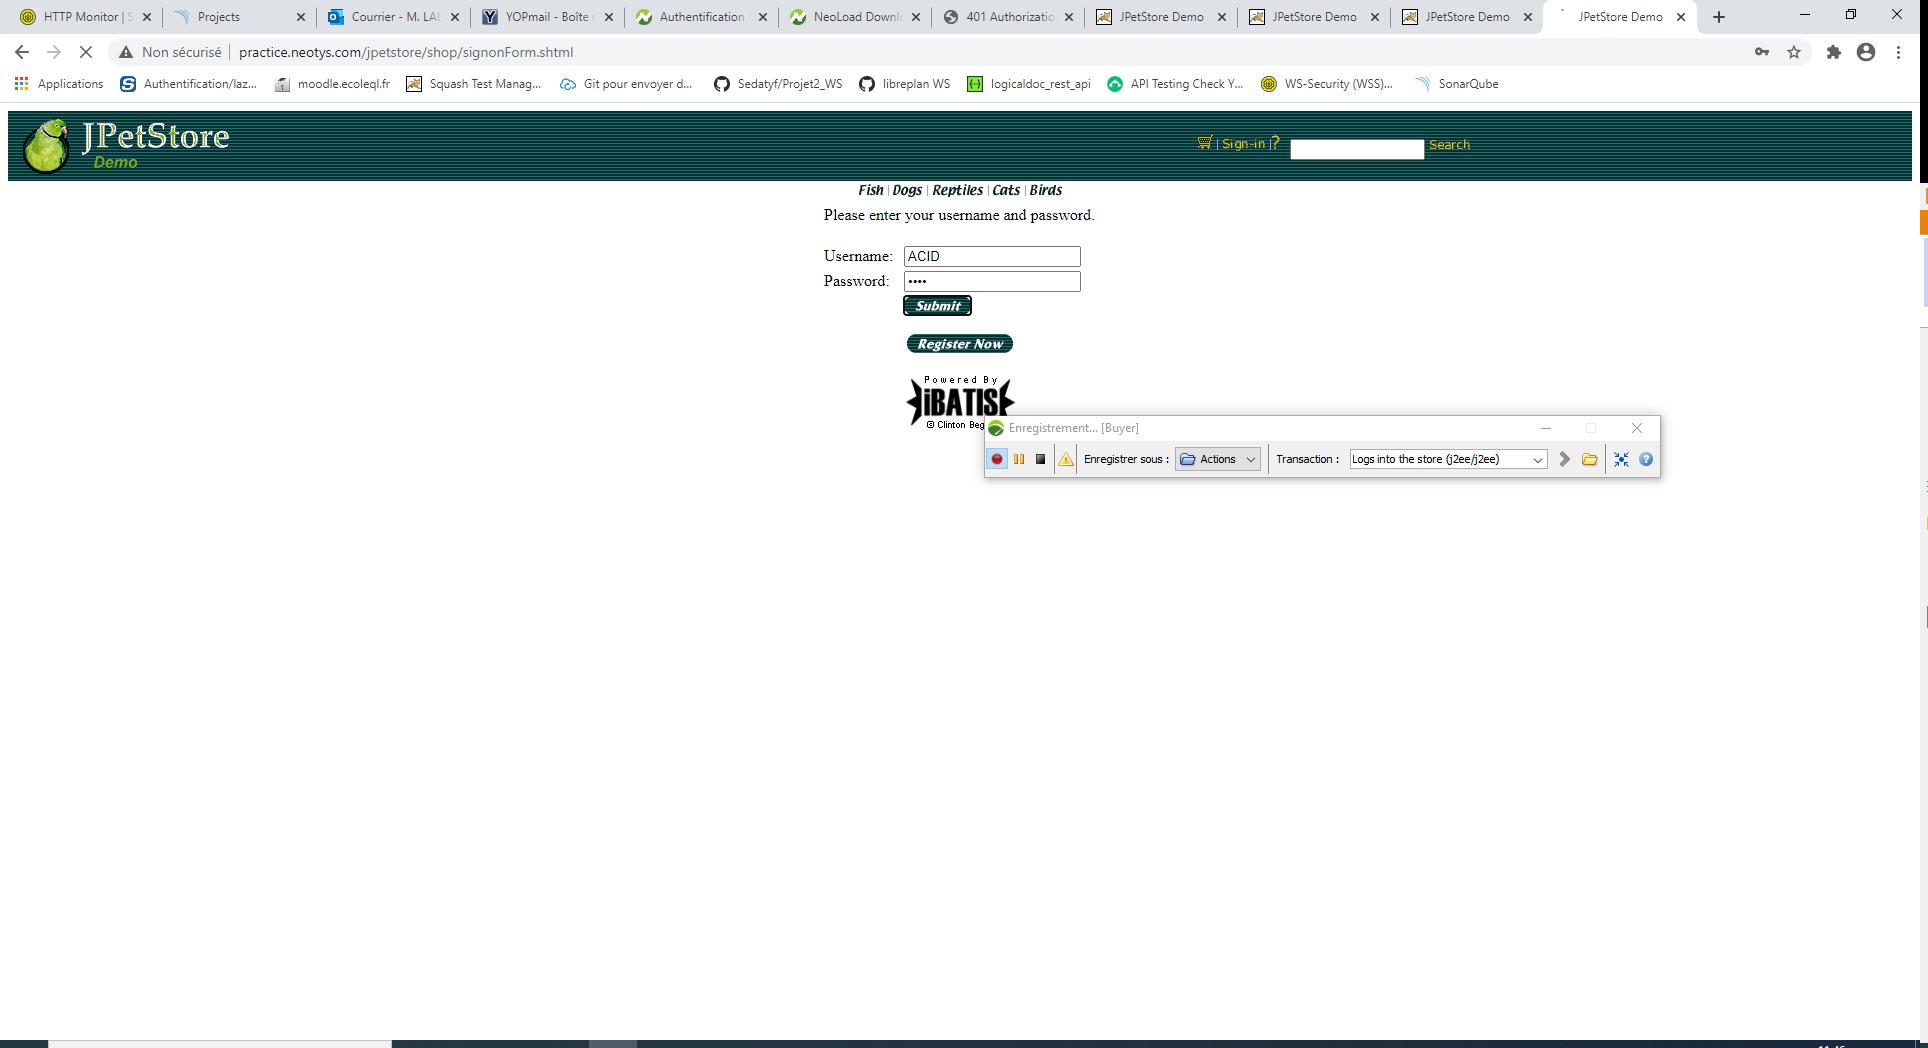 HTTP Monitor | S
Projects
Courrier - M. LAL
YOPmail - Boîte d
Authentification
NeoLoad Downl
401 Authorizatio
JPetStore Demo
JPetStore Demo
JPetStore Demo
JPetStore Demo
Non sécurisé | practice.neotys.com/jpetstore/shop/signonForm.shtml
Applications
Authentification/laz...
moodle.ecoleql.fr
Squash Test Manag...
Git pour envoyer d...
Sedatyf/Projet2_WS
libreplan WS
logicaldoc_rest_api
API Testing Check Y...
WS-Security (WSS)...
SonarQube
JPetStore
Demo
| Sign-in | ? Search
Fish | Dogs | Reptiles | Cats | Birds
Please enter your username and password.
Username: ACID
Password: ••••
Submit
Register Now
Powered By
iBATIS
© Clinton Beg
Enregistrement... [Buyer]
Enregistrer sous : Actions Transaction : Logs into the store (j2ee/j2ee)